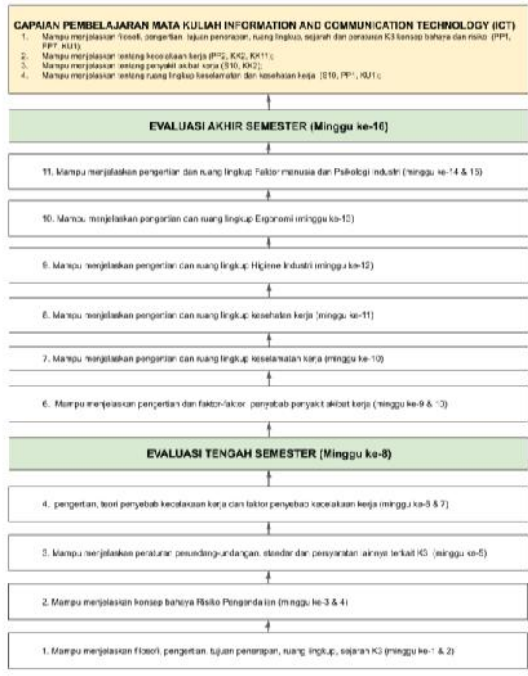 CAPAIAN PEMBELAJARAN MATA KULIAH INFORMATION AND COMMUNICATION TECHNOLOGY (ICT)
1. Mampu menjelaskan filosofi, pengertian, tujuan penerapan, ruang lingkup, sejarah dan peraturan K3 konsep bahaya dan risiko (PP1,
KU1);
2. Mampu menjelaskan tentang kecelakaan kerja (PP2, KK2, KK11);
3. Mampu menjelaskan tentang penyakit akibat kerja (S10, KK2);
4. Mampu menjelaskan tentang ruang lingkup keselamatan dan kesehatan kerja (S10, PP1, KU1);
EVALUASI AKHIR SEMESTER (Minggu ke-16)
11. Mampu menjelaskan pengertian dan ruang lingkup Faktor manusia dan Psikologi Industri (minggu ke-14 & 15)
10. Mampu menjelaskan pengertian dan ruang lingkup Ergonomi (minggu ke-13)
9. Mampu menjelaskan pengertian dan ruang lingkup Higiene Industri (minggu ke-12)
8. Mampu menjelaskan pengertian dan ruang lingkup kesehatan kerja (minggu ke-11)
7. Mampu menjelaskan pengertian dan ruang lingkup keselamatan kerja (minggu ke-10)
6. Mampu menjelaskan pengertian dan faktor-faktor penyebab penyakit akibat kerja (minggu ke-9 & 10)
EVALUASI TENGAH SEMESTER (Minggu ke-8)
4. pengertian, teori penyebab kecelakaan kerja dan faktor penyebab kecelakaan kerja (minggu ke-6 & 7)
3. Mampu menjelaskan peraturan perundang-undangan, standar dan persyaratan lainnya terkait K3 (minggu ke-5)
2. Mampu menjelaskan konsep bahaya Risiko Pengendalian (minggu ke-3 & 4)
1. Mampu menjelaskan filosofi, pengertian, tujuan penerapan, ruang lingkup, sejarah K3 (minggu ke-1 & 2)